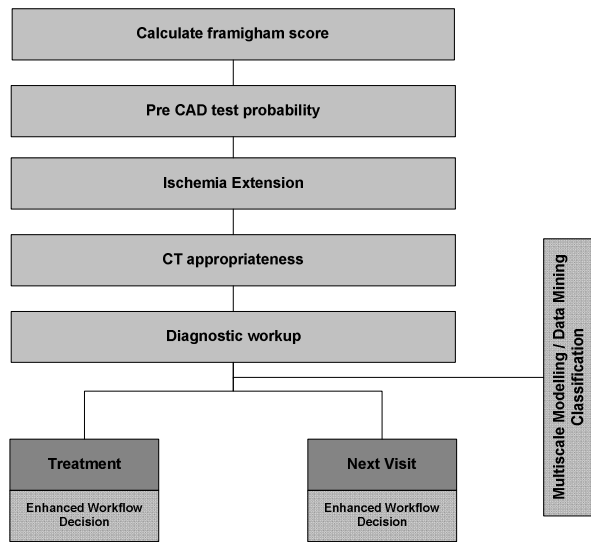 Calculate framigham score
Pre CAD test probability
Ischemia Extension
CT appropriateness
Diagnostic workup
Multiscale Modelling / Data Mining
Classification
Treatment
Enhanced Workflow
Decision
Next Visit
Enhanced Workflow
Decision